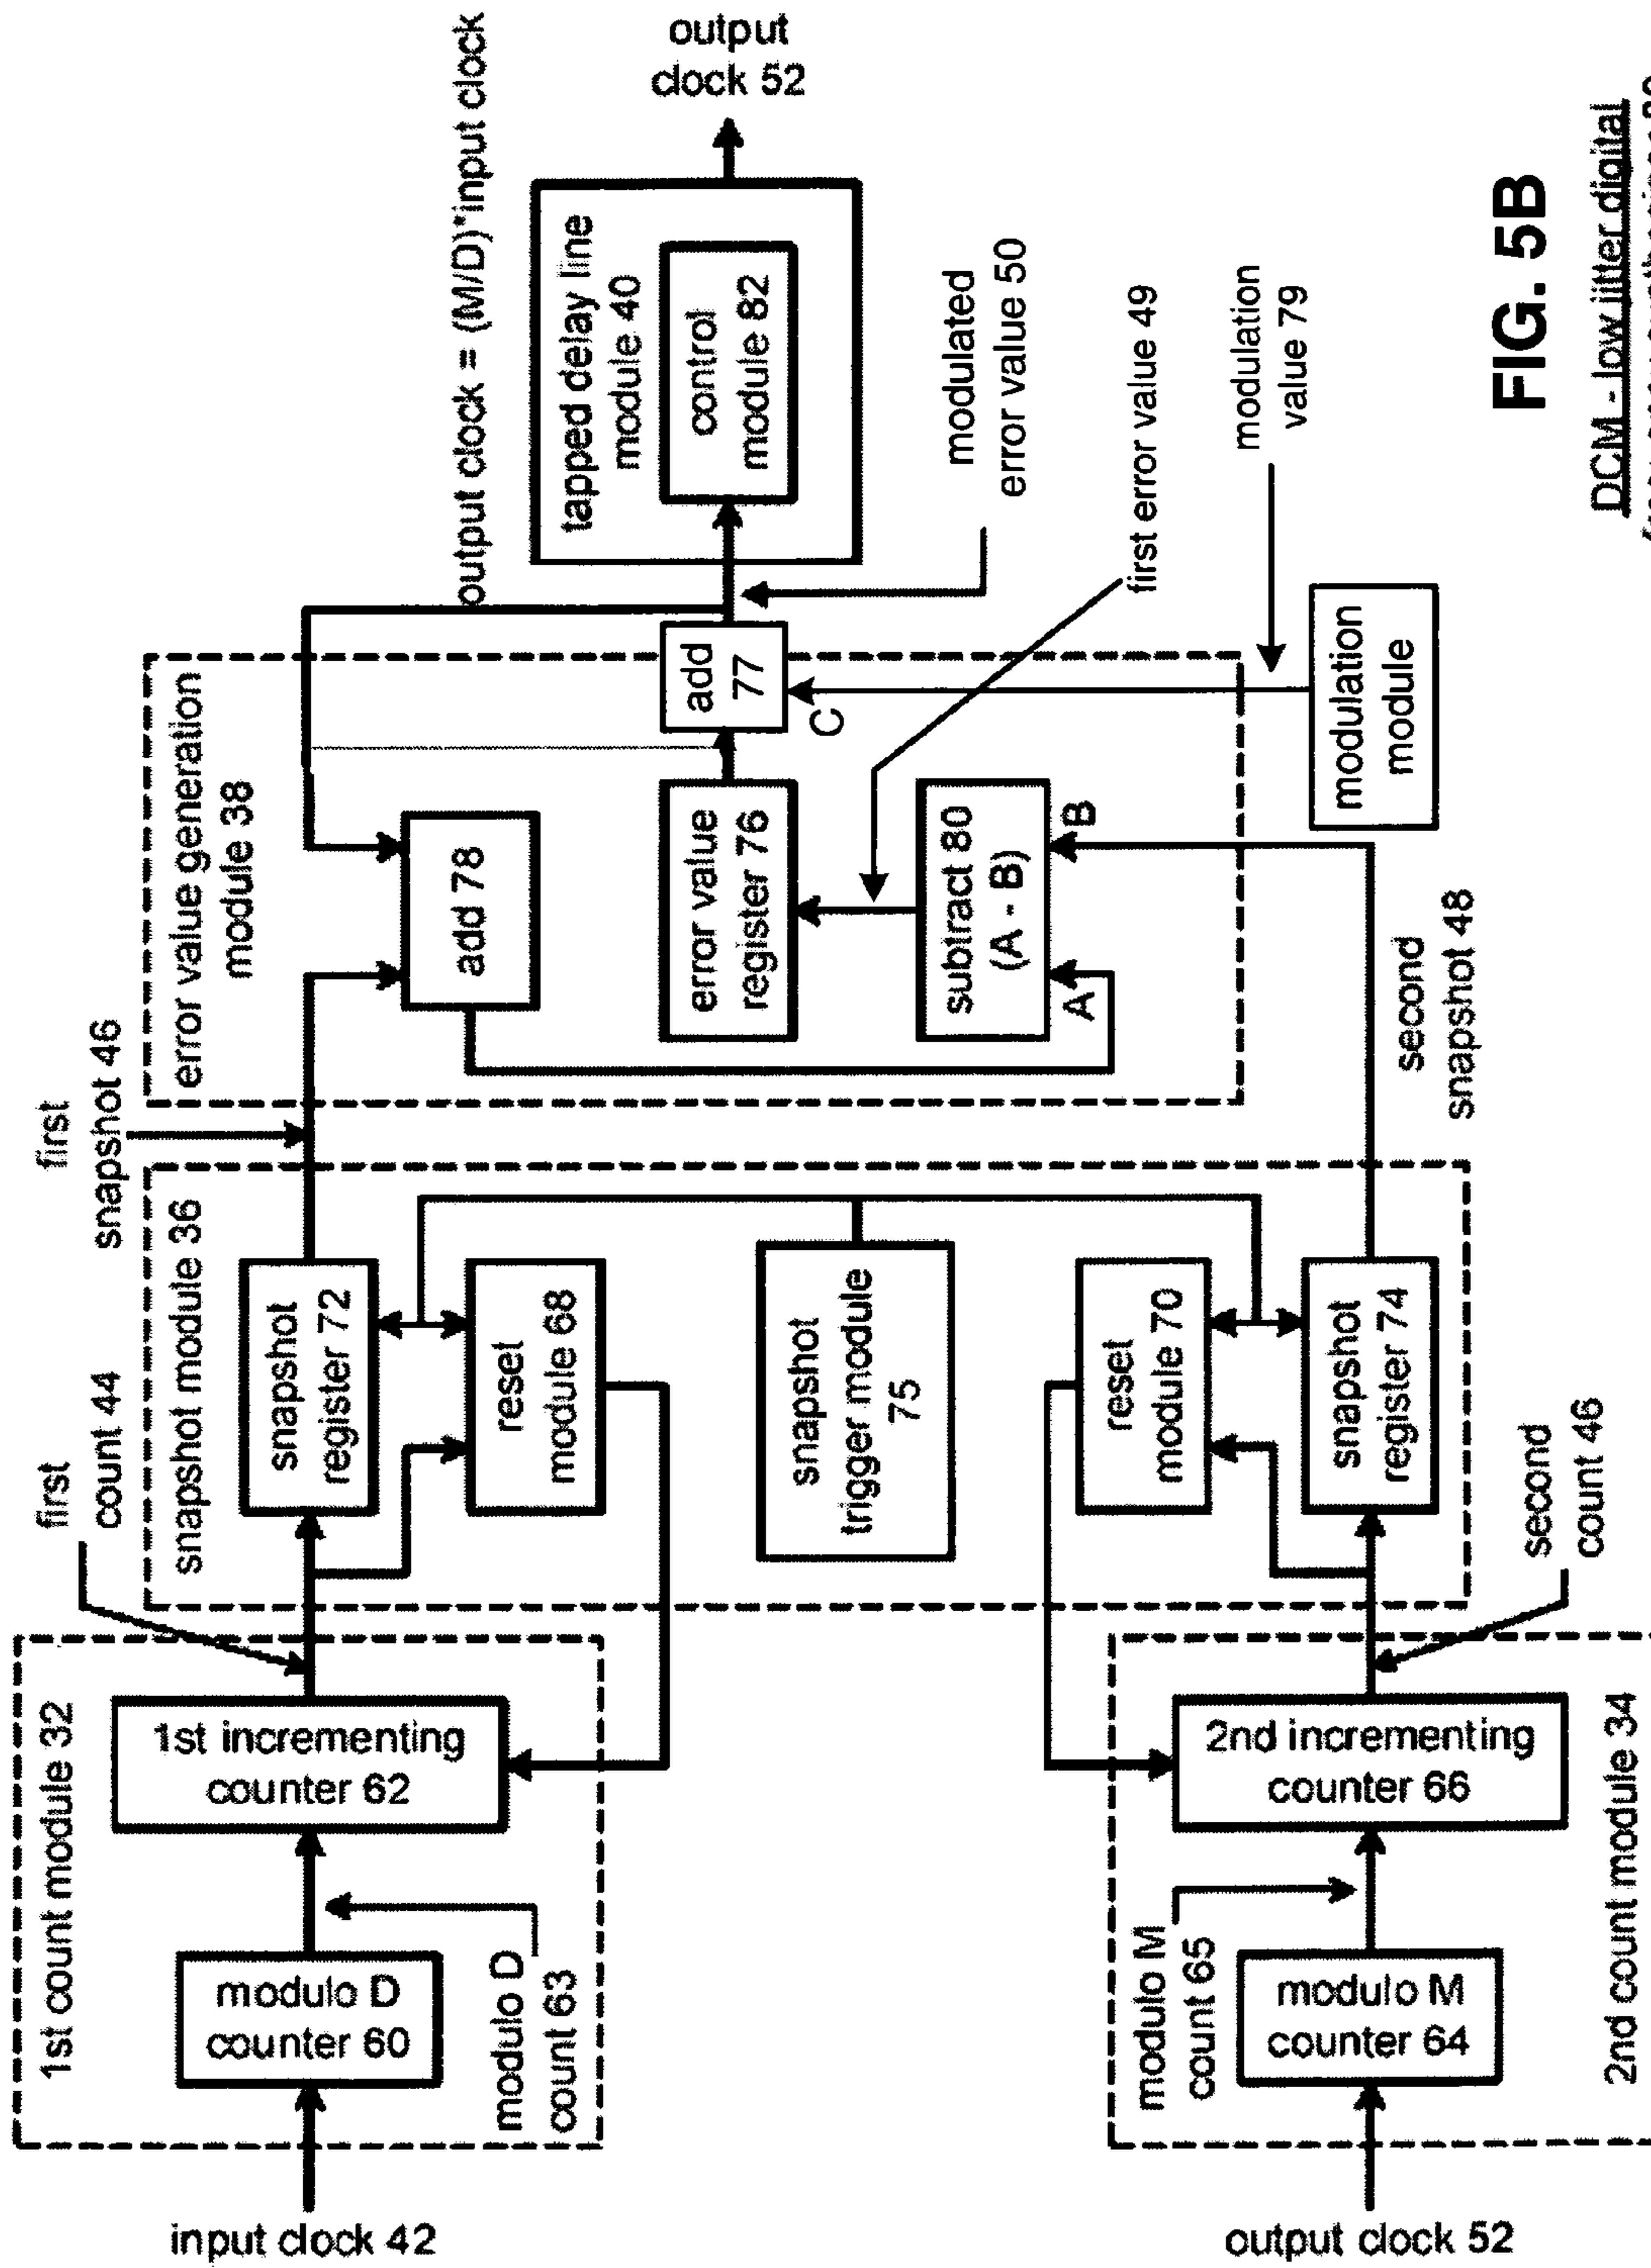 output clock = (M/D)*input clock
output
clock 52
tapped delay line
module 40
control
module 82
modulated
error value 50
first error value 49
modulation
value 79
modulation
module
error value generation
module 38
add 78
add
77
C
error value
register 76
subtract 80
(A - B)
A
B
first
snapshot 46
second
snapshot 48
snapshot module 36
snapshot
register 72
reset
module 68
snapshot
trigger module
75
reset
module 70
snapshot
register 74
first
count 44
second
count 46
1st count module 32
1st incrementing
counter 62
modulo D
counter 60
modulo D
count 63
2nd incrementing
counter 66
modulo M
count 65
modulo M
counter 64
2nd count module 34
input clock 42
output clock 52
FIG. 5B
DCM - low jitter digital